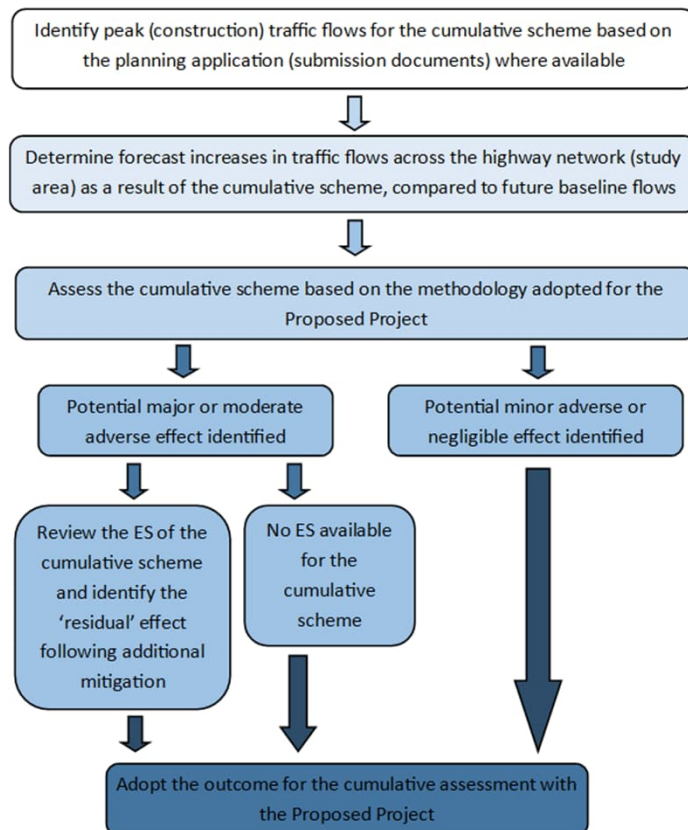 Identify peak (construction) traffic flows for the cumulative scheme based on
the planning application (submission documents) where available
Determine forecast increases in traffic flows across the highway network (study
area) as a result of the cumulative scheme, compared to future baseline flows
Assess the cumulative scheme based on the methodology adopted for the
Proposed Project
Potential major or moderate
adverse effect identified
Potential minor adverse or
negligible effect identified
Review the ES of the
cumulative scheme
and identify the
‘residual’ effect
following additional
mitigation
No ES available
for the
cumulative
scheme
Adopt the outcome for the cumulative assessment with
the Proposed Project